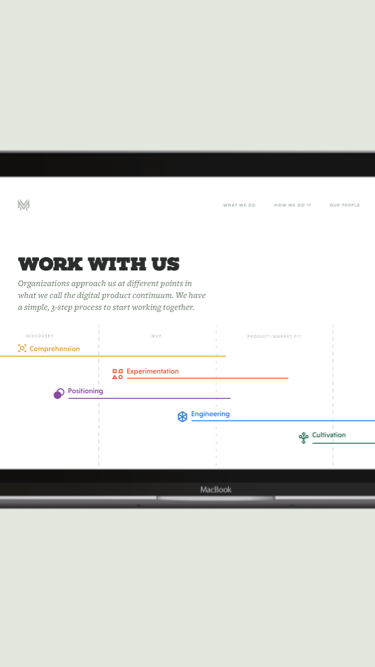 WHAT WE DO HOW WE DO IT OUR PEOPLE
WORK WITH US
Organizations approach us at different points in
what we call the digital product continuum. We have
a simple, 3-step process to start working together.
DISCOVERY MVP PRODUCT/MARKET FIT
Comprehension
Experimentation
Positioning
Engineering
Cultivation
MacBook